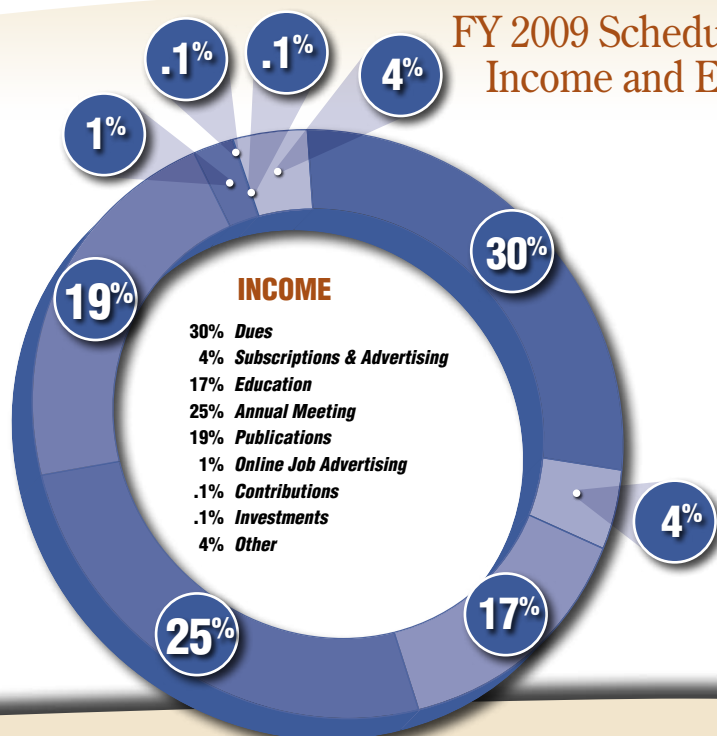 FY 2009
Income and
.1%
.1%
4%
1%
30%
19%
INCOME
30% Dues
4% Subscriptions & Advertising
17% Education
25% Annual Meeting
19% Publications
1% Online Job Advertising
.1% Contributions
.1% Investments
4% Other
4%
17%
25%